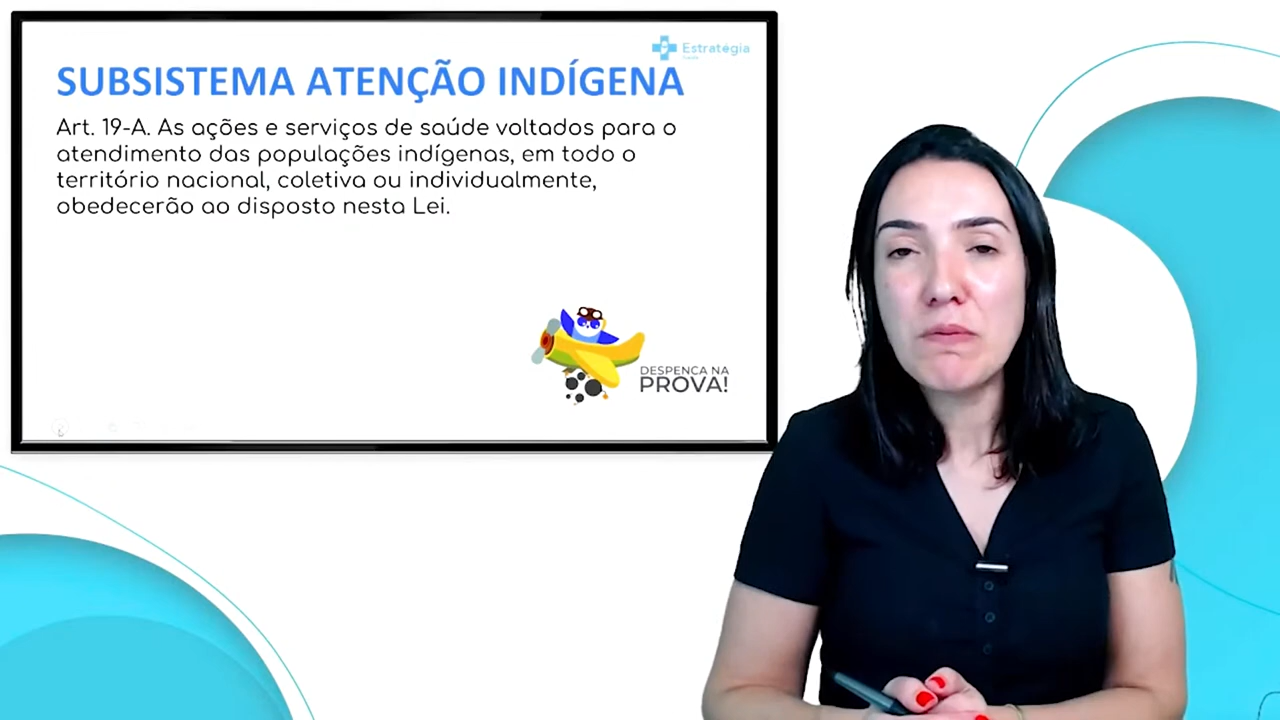 Estratégia
Saúde
SUBSISTEMA ATENÇÃO INDÍGENA
Art. 19-A. As ações e serviços de saúde voltados para o
atendimento das populações indígenas, em todo o
território nacional, coletiva ou individualmente,
obedecerão ao disposto nesta Lei.
DESPENCA NA
PROVA!